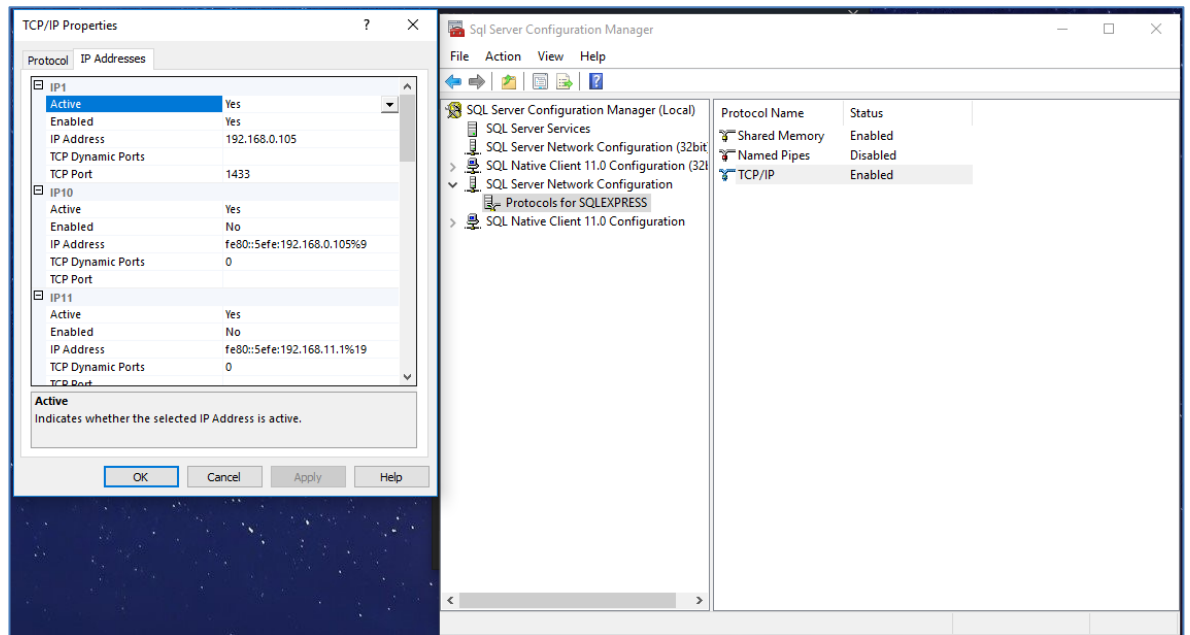 TCP/IP Properties ? ×
Protocol IP Addresses
IP1
Active Yes
Enabled Yes
IP Address 192.168.0.105
TCP Dynamic Ports
TCP Port 1433
IP10
Active Yes
Enabled No
IP Address fe80::5efe:192.168.0.105%9
TCP Dynamic Ports 0
TCP Port
IP11
Active Yes
Enabled No
IP Address fe80::5efe:192.168.11.1%19
TCP Dynamic Ports 0
TCP Port
Active
Indicates whether the selected IP Address is active.
OK Cancel Apply Help
Sql Server Configuration Manager
File Action View Help
SQL Server Configuration Manager (Local)
SQL Server Services
SQL Server Network Configuration (32bit
SQL Native Client 11.0 Configuration (32b
SQL Server Network Configuration
Protocols for SQLEXPRESS
SQL Native Client 11.0 Configuration
Protocol Name Status
Shared Memory Enabled
Named Pipes Disabled
TCP/IP Enabled